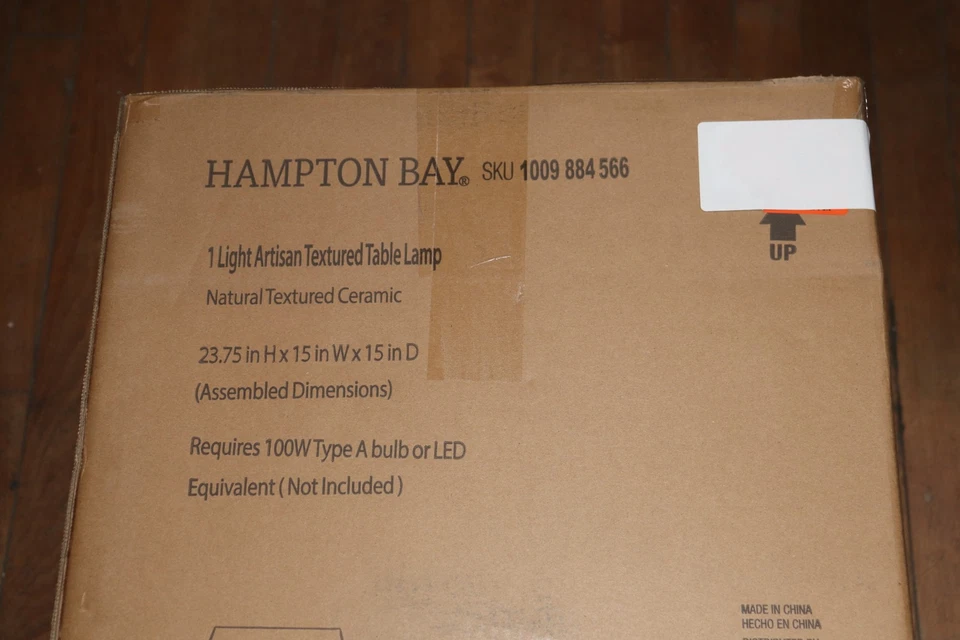 HAMPTON BAY® SKU 1009 884 566
UP
1 Light Artisan Textured Table Lamp
Natural Textured Ceramic
23.75 in H x 15 in W x 15 in D
(Assembled Dimensions)
Requires 100W Type A bulb or LED
Equivalent ( Not Included )
MADE IN CHINA
HECHO EN CHINA